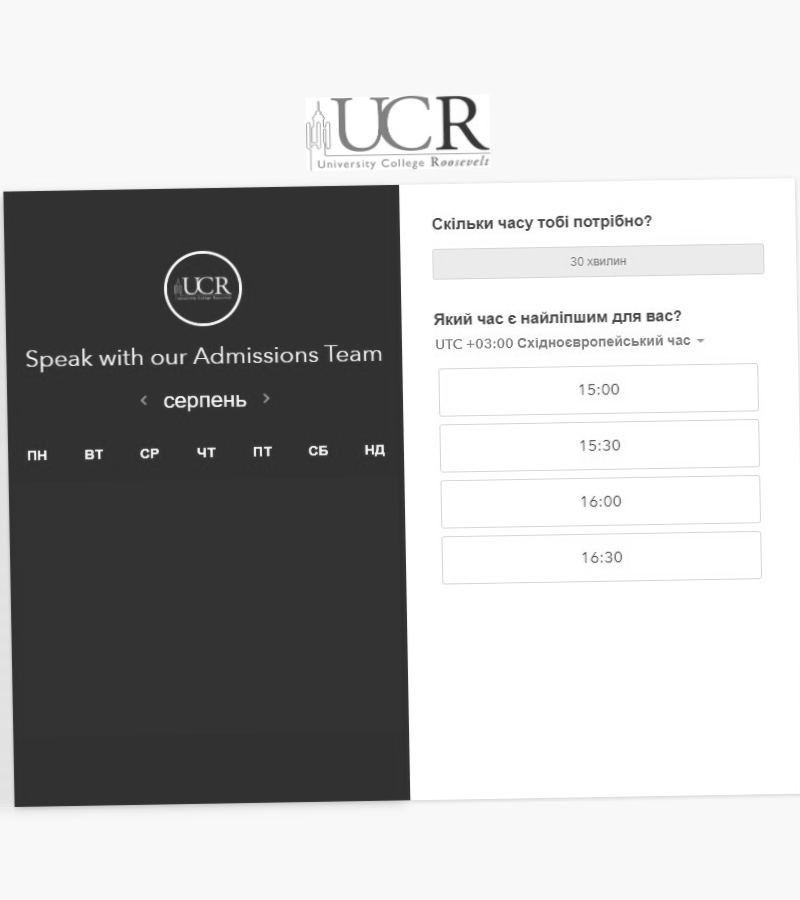 UCR
University College Roosevelt
UCR
University College Roosevelt
Speak with our Admissions Team
серпень
ПН ВТ СР ЧТ ПТ СБ НД
Скільки часу тобі потрібно?
30 хвилин
Який час є найліпшим для вас?
UTC +03:00 Східноєвропейський час
15:00
15:30
16:00
16:30